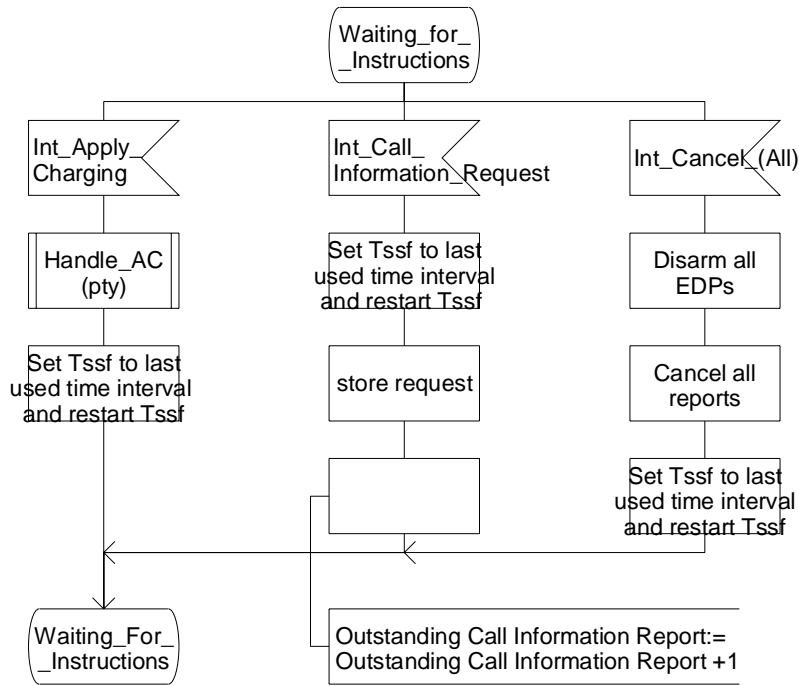 Waiting_for_
_Instructions
Int_Apply_
Charging
Int_Call_
Information_Request
Int_Cancel_(All)
Handle_AC
(pty)
Set Tssf to last
used time interval
and restart Tssf
Disarm all
EDPs
Set Tssf to last
used time interval
and restart Tssf
store request
Cancel all
reports
Set Tssf to last
used time interval
and restart Tssf
Waiting_For_
_Instructions
Outstanding Call Information Report:=
Outstanding Call Information Report +1